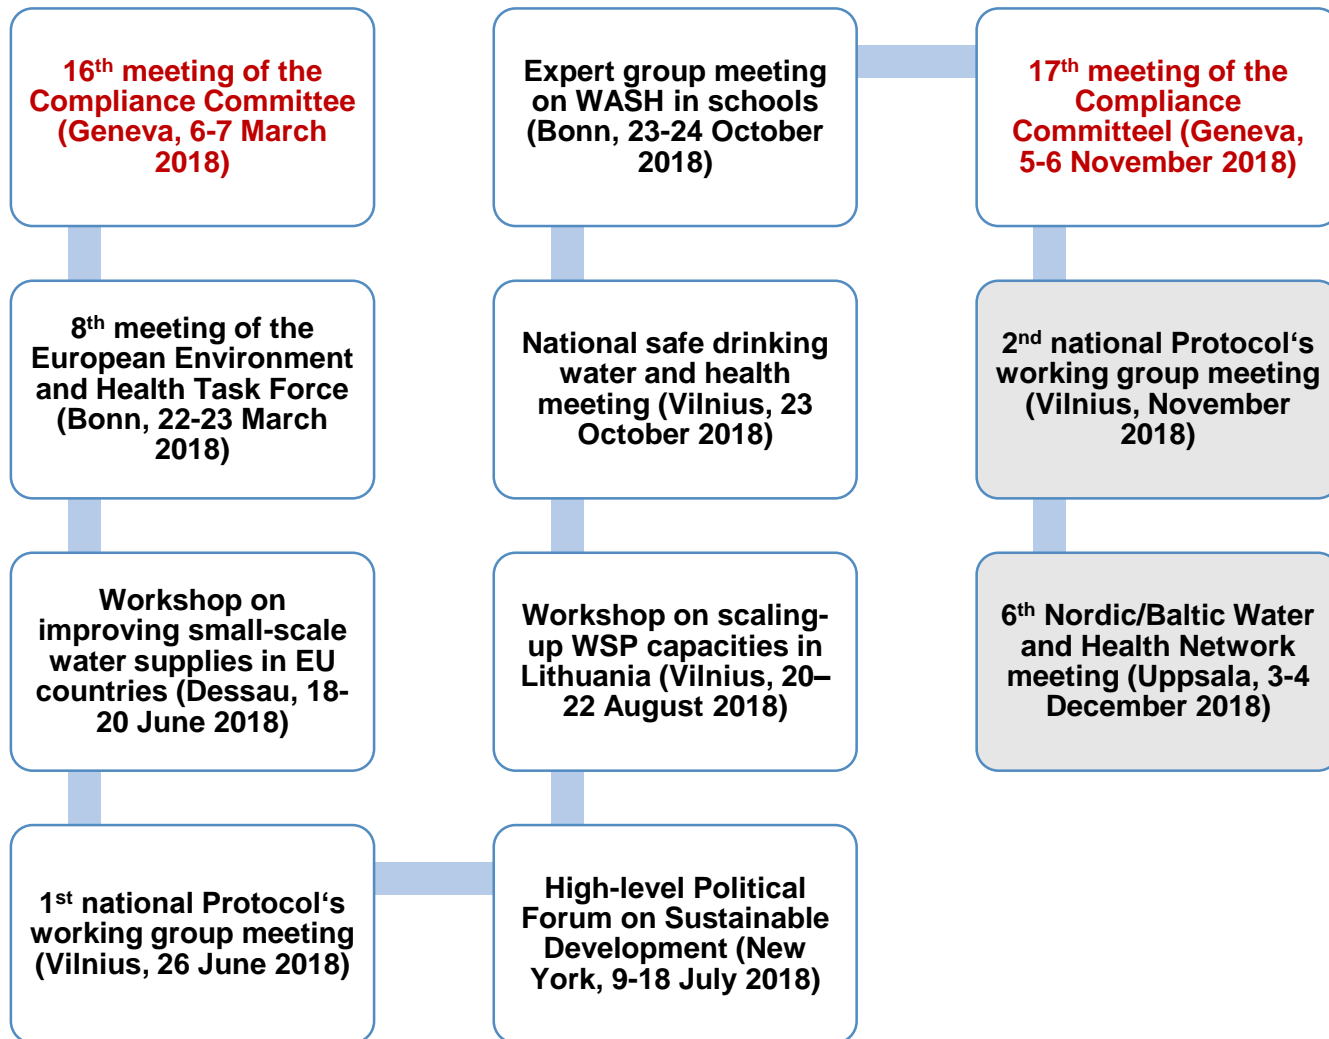 16th meeting of the
Compliance Committee
(Geneva, 6-7 March
2018)
8th meeting of the
European Environment
and Health Task Force
(Bonn, 22-23 March
2018)
Workshop on
improving small-scale
water supplies in EU
countries (Dessau, 18-
20 June 2018)
1st national Protocol‘s
working group meeting
(Vilnius, 26 June 2018)
High-level Political
Forum on Sustainable
Development (New
York, 9-18 July 2018)
Workshop on scaling-
up WSP capacities in
Lithuania (Vilnius, 20–
22 August 2018)
National safe drinking
water and health
meeting (Vilnius, 23
October 2018)
Expert group meeting
on WASH in schools
(Bonn, 23-24 October
2018)
17th meeting of the
Compliance
Committeel (Geneva,
5-6 November 2018)
2nd national Protocol‘s
working group meeting
(Vilnius, November
2018)
6th Nordic/Baltic Water
and Health Network
meeting (Uppsala, 3-4
December 2018)